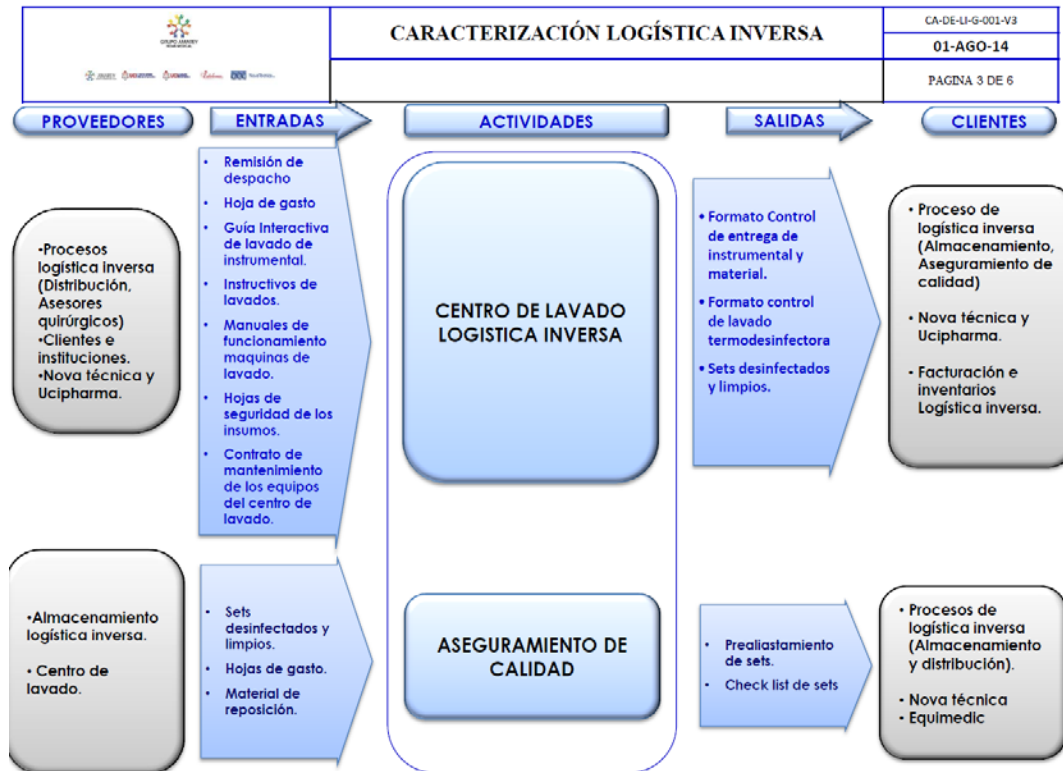 GRUPO AMAREY
CARACTERIZACIÓN LOGÍSTICA INVERSA
CA-DE-LI-G-001-V3
01-AGO-14
PAGINA 3 DE 6
PROVEEDORES
ENTRADAS
ACTIVIDADES
SALIDAS
CLIENTES
•Procesos
logística inversa
(Distribución,
Asesores
quirúrgicos)
•Clientes e
instituciones.
•Nova técnica y
Ucipharma.
• Remisión de
despacho
• Hoja de gasto
• Guía Interactiva
de lavado de
instrumental.
• Instructivos de
lavados.
• Manuales de
funcionamiento
maquinas de
lavado.
• Hojas de
seguridad de los
insumos.
• Contrato de
mantenimiento
de los equipos
del centro de
lavado.
CENTRO DE LAVADO
LOGISTICA INVERSA
• Formato Control
de entrega de
instrumental y
material.
• Formato control
de lavado
termodesinfectora
• Sets desinfectados
y limpios.
• Proceso de
logística inversa
(Almacenamiento,
Aseguramiento de
calidad)
• Nova técnica y
Ucipharma.
• Facturación e
inventarios
Logística inversa.
•Almacenamiento
logística inversa.
• Centro de
lavado.
• Sets
desinfectados y
limpios.
• Hojas de gasto.
• Material de
reposición.
ASEGURAMIENTO DE
CALIDAD
• Prealiastamiento
de sets.
• Check list de sets
• Procesos de
logística inversa
(Almacenamiento
y distribución).
• Nova técnica
• Equimedic